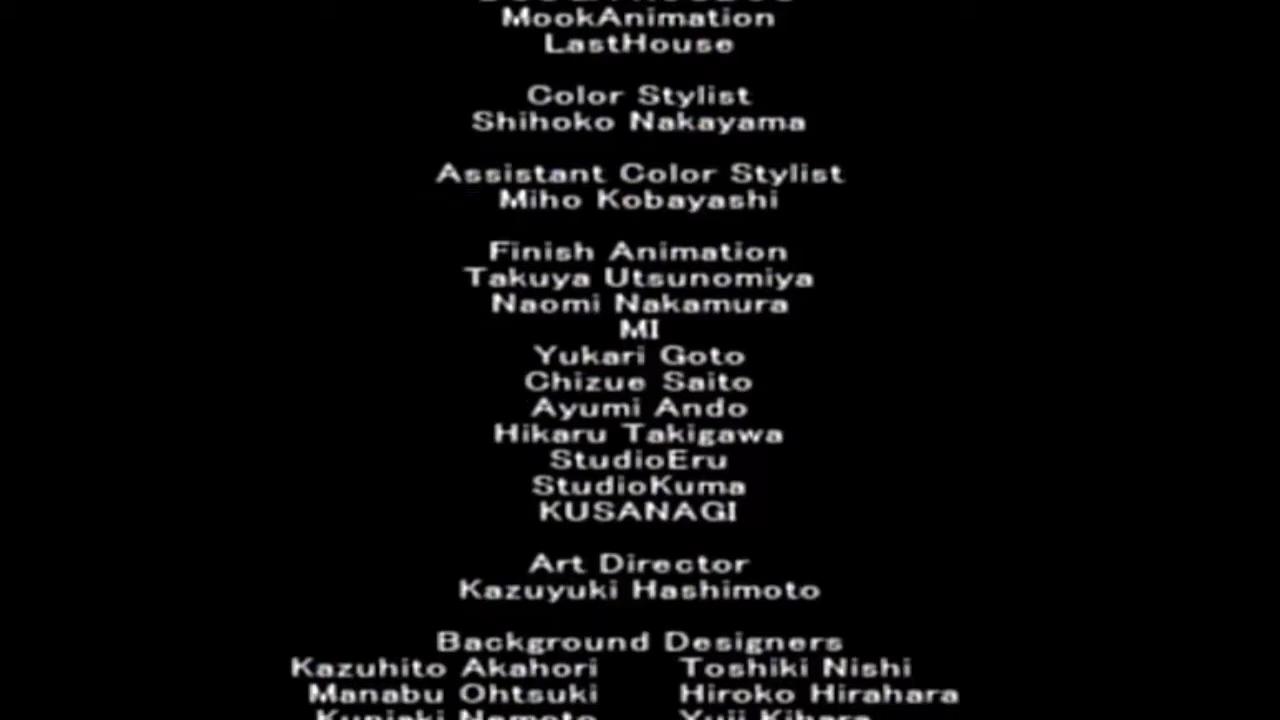 MookAnimation
LastHouse
Color Stylist
Shihoko Nakayama
Assistant Color Stylist
Miho Kobayashi
Finish Animation
Takuya Utsunomiya
Naomi Nakamura
MI
Yukari Goto
Chizue Saito
Ayumi Ando
Hikaru Takigawa
StudioEru
StudioKuma
KUSANAGI
Art Director
Kazuyuki Hashimoto
Background Designers
Kazuhito Akahori Toshiki Nishi
Manabu Ohtsuki Hiroko Hirahara
Yuji Kihara